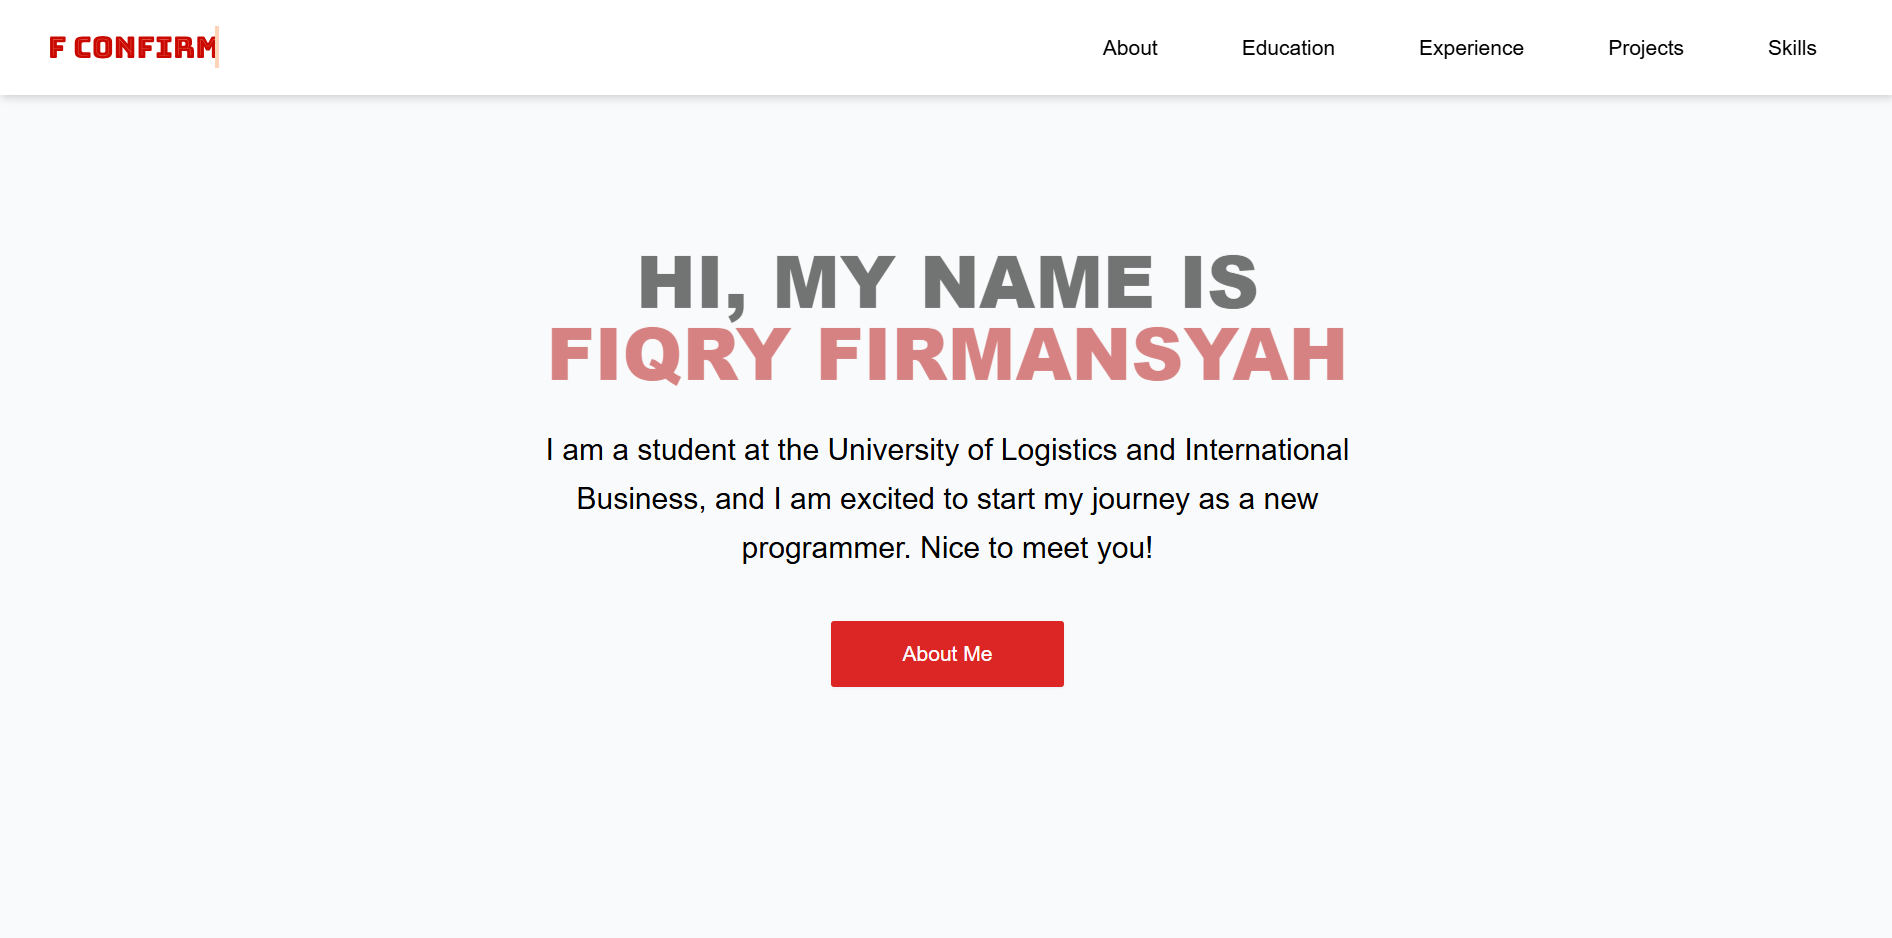 F CONFIRM
About
Education
Experience
Projects
Skills
HI, MY NAME IS
FIQRY FIRMANSYAH
I am a student at the University of Logistics and International
Business, and I am excited to start my journey as a new
programmer. Nice to meet you!
About Me